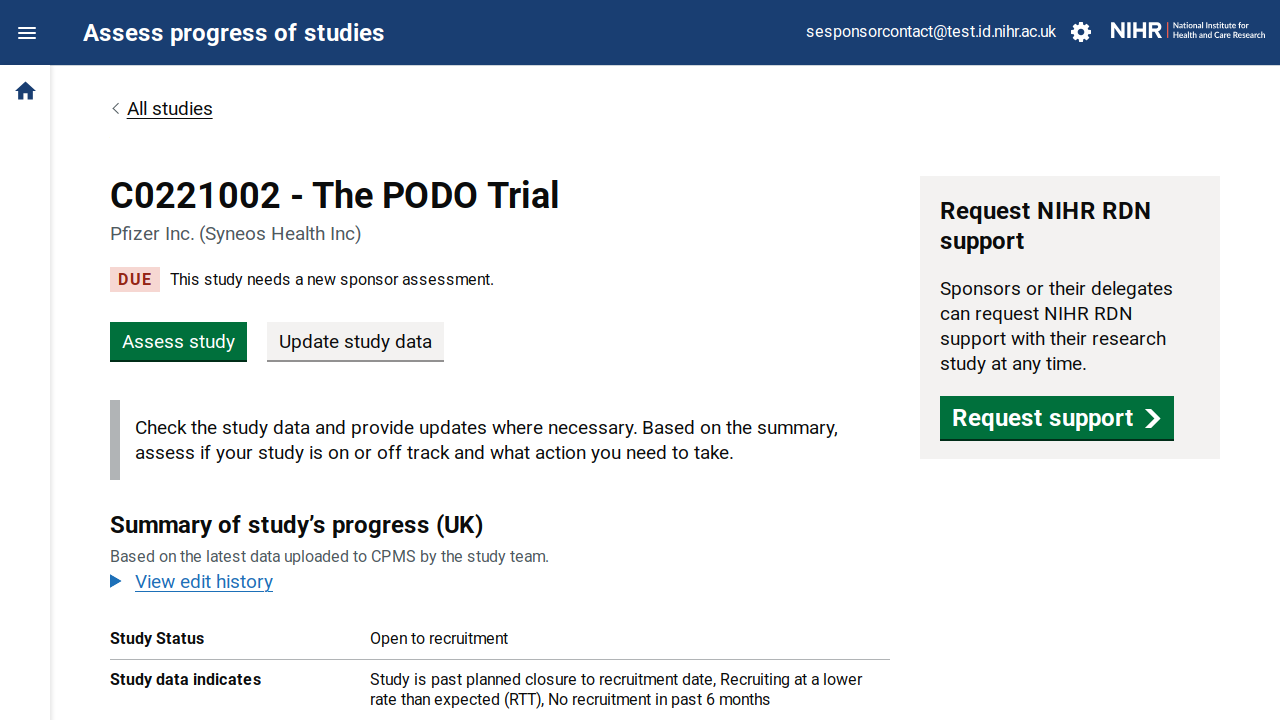 Assess progress of studies
sesponsorcontact@test.id.nihr.ac.uk
NIHR
National Institute for
Health and Care Research
All studies
C0221002 - The PODO Trial
Pfizer Inc. (Syneos Health Inc)
DUE
This study needs a new sponsor assessment.
Assess study
Update study data
Check the study data and provide updates where necessary. Based on the summary,
assess if your study is on or off track and what action you need to take.
Summary of study’s progress (UK)
Based on the latest data uploaded to CPMS by the study team.
View edit history
Study Status
Open to recruitment
Study data indicates
Study is past planned closure to recruitment date, Recruiting at a lower
rate than expected (RTT), No recruitment in past 6 months
Request NIHR RDN
support
Sponsors or their delegates
can request NIHR RDN
support with their research
study at any time.
Request support